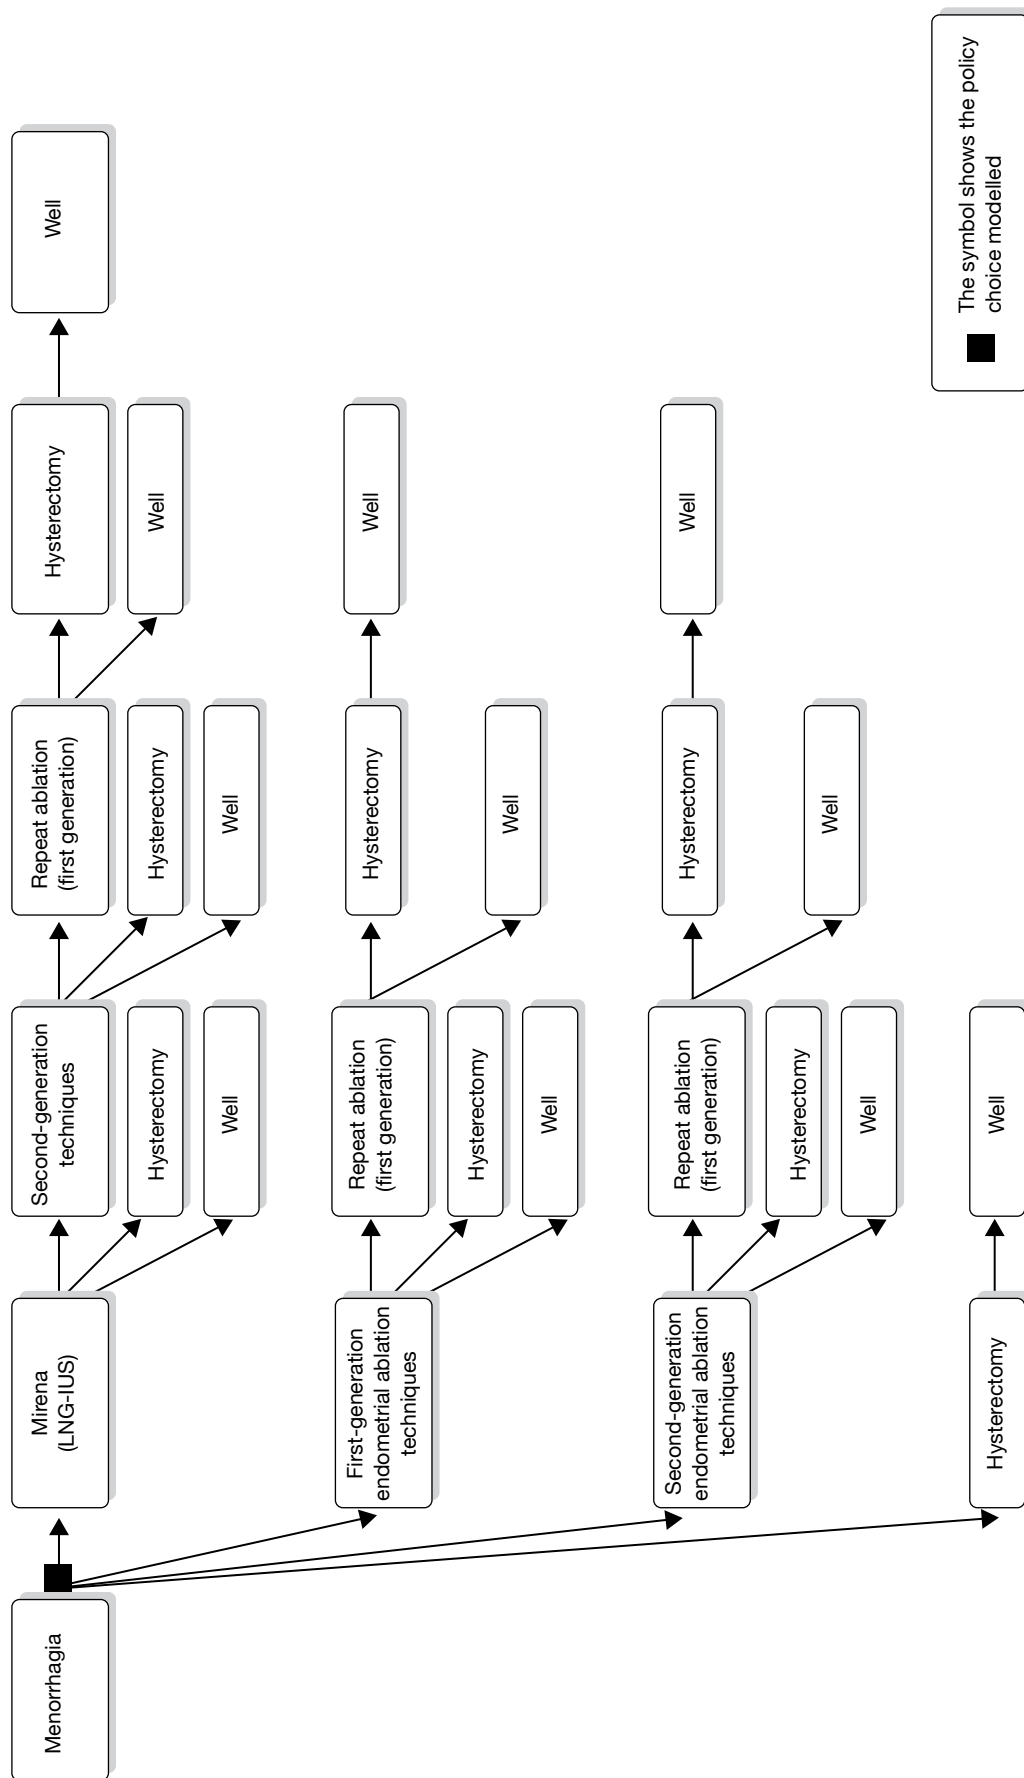 Menorrhagia
Mirena
(LNG-IUS)
Second-generation
techniques
Repeat ablation
(first generation)
Hysterectomy
Well
Hysterectomy
Hysterectomy
Well
Well
Well
First-generation
endometrial ablation
techniques
Repeat ablation
(first generation)
Hysterectomy
Well
Hysterectomy
Well
Well
Second-generation
endometrial ablation
techniques
Repeat ablation
(first generation)
Hysterectomy
Well
Hysterectomy
Well
Well
Hysterectomy
Well
The symbol shows the policy
choice modelled